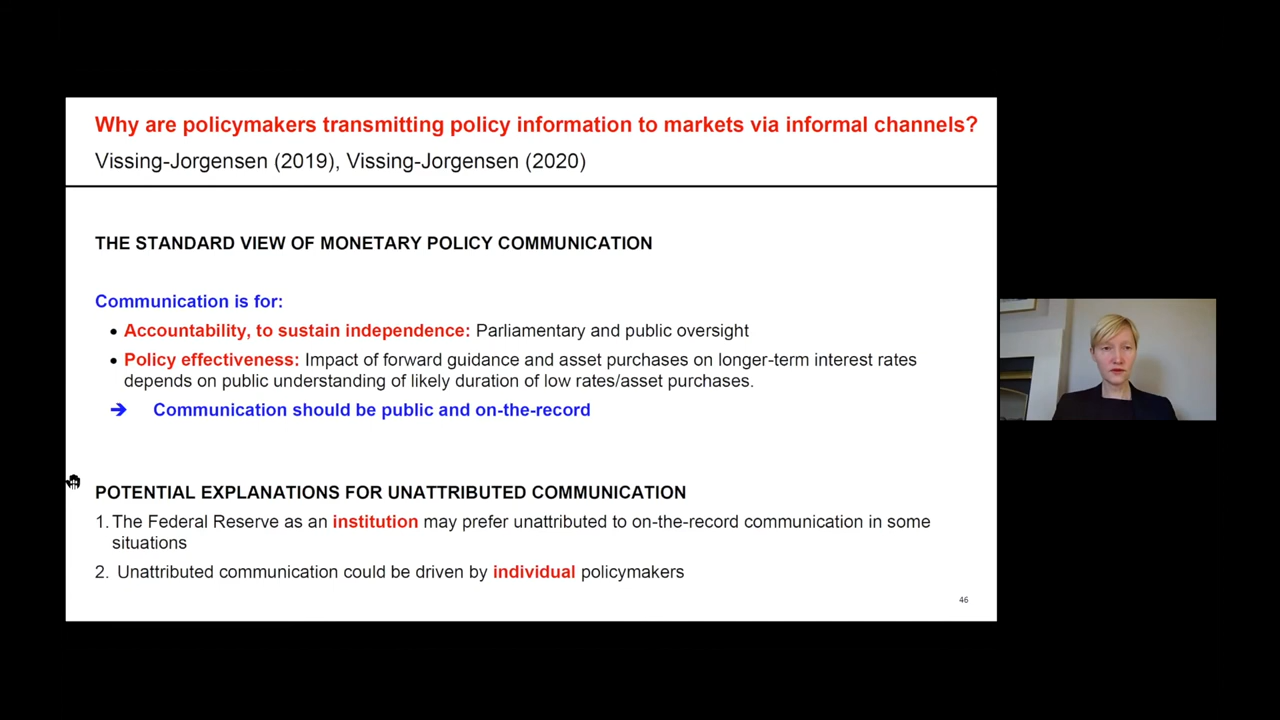 Why are policymakers transmitting policy information to markets via informal channels?
Vissing-Jorgensen (2019), Vissing-Jorgensen (2020)
THE STANDARD VIEW OF MONETARY POLICY COMMUNICATION
Communication is for:
• Accountability, to sustain independence: Parliamentary and public oversight
• Policy effectiveness: Impact of forward guidance and asset purchases on longer-term interest rates
depends on public understanding of likely duration of low rates/asset purchases.
➔ Communication should be public and on-the-record
POTENTIAL EXPLANATIONS FOR UNATTRIBUTED COMMUNICATION
1. The Federal Reserve as an institution may prefer unattributed to on-the-record communication in some
situations
2. Unattributed communication could be driven by individual policymakers
46